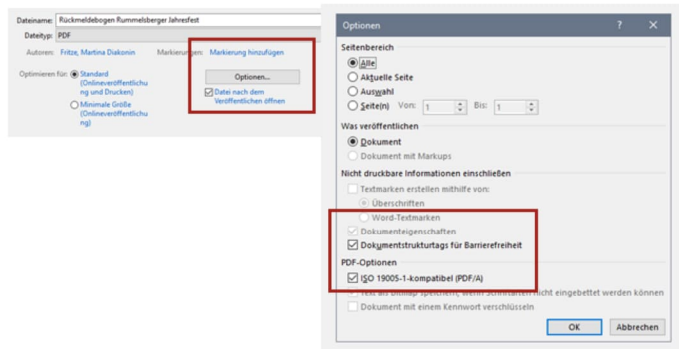 Dateiname: Rückmeldebogen Rummelsberger Jahresfest
Dateityp: PDF
Autoren: Fritze, Martina Diakonin Markierungen: Markierung hinzufügen
Optimieren für: Standard
(Onlineveröffentlichu
ng und Drucken)
Minimale Größe
(Onlineveröffentlichu
ng)
Optionen...
Datei nach dem
Veröffentlichen öffnen
Optionen ? ×
Seitenbereich
Alle
Aktuelle Seite
Auswahl
Seite(n) Von: 1 Bis: 1
Was veröffentlichen
Dokument
Dokument mit Markups
Nicht druckbare Informationen einschließen
Textmarken erstellen mithilfe von:
Überschriften
Word-Textmarken
Dokumenteigenschaften
Dokumentstrukturtags für Barrierefreiheit
PDF-Optionen
ISO 19005-1-kompatibel (PDF/A)
Text als Bitmap speichern, wenn Schriftarten nicht eingebettet werden können
Dokument mit einem Kennwort verschlüsseln
OK Abbrechen